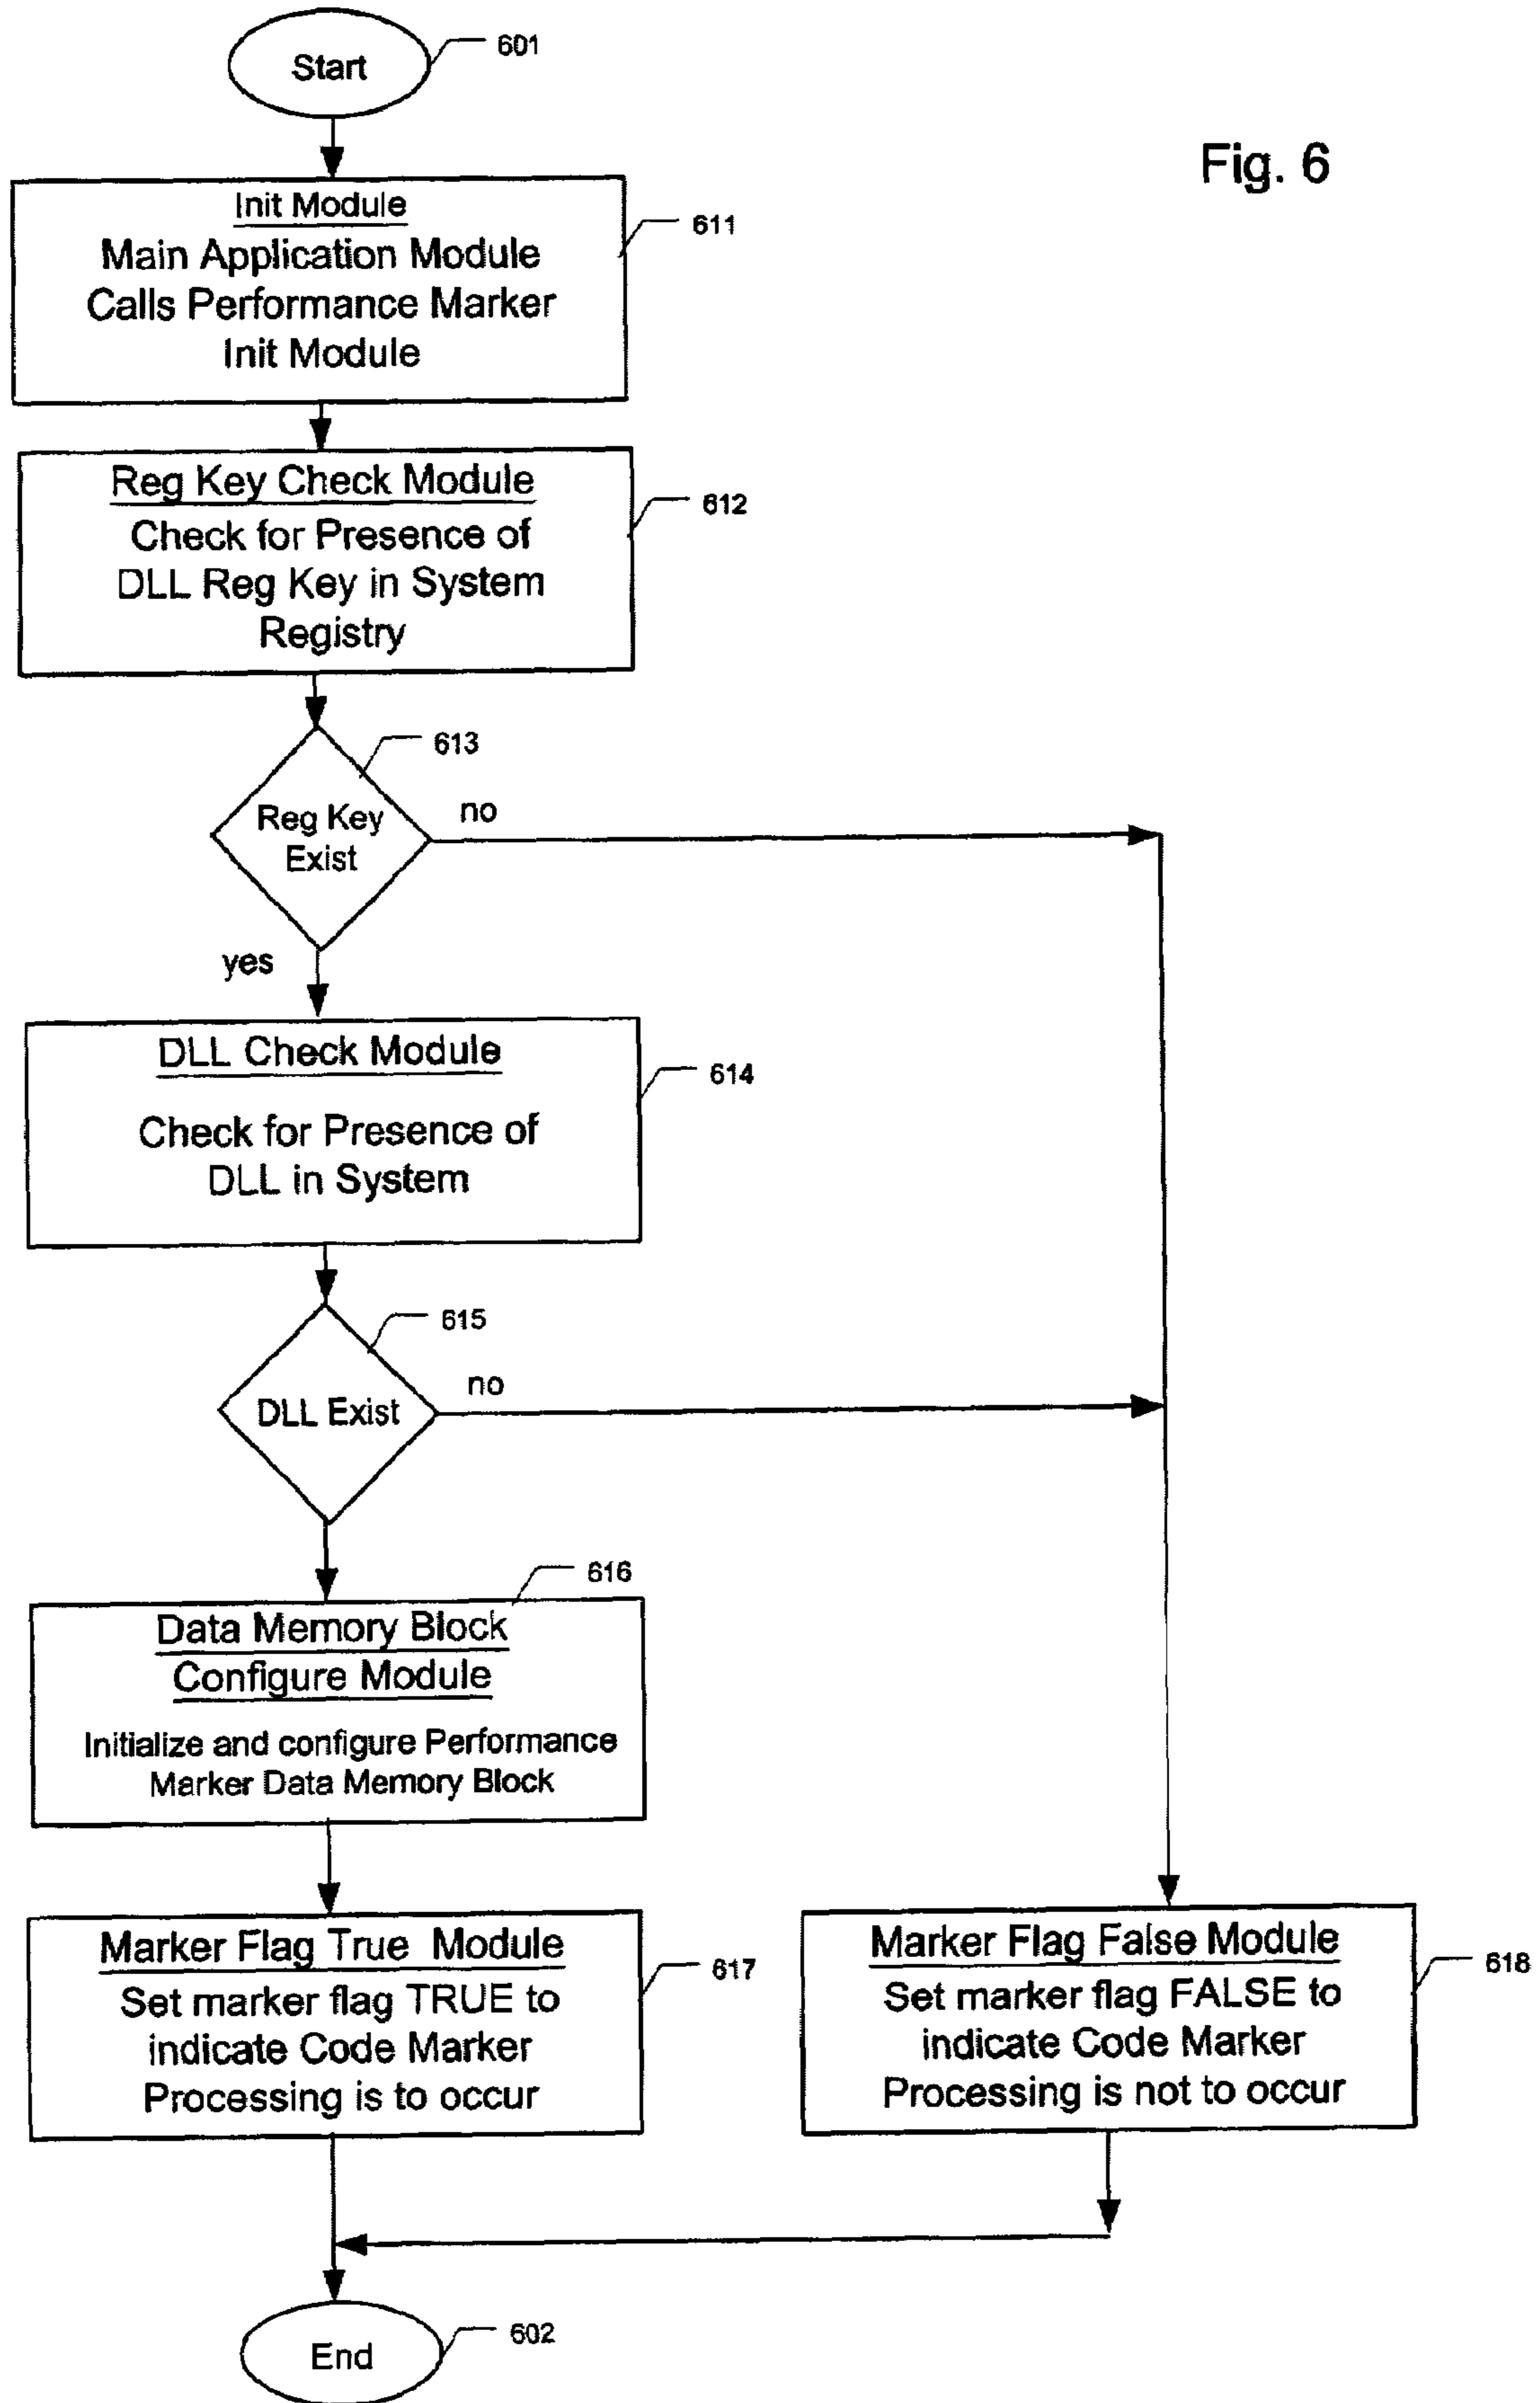 Start
601
Fig. 6
Init Module
Main Application Module
Calls Performance Marker
Init Module
611
Reg Key Check Module
Check for Presence of
DLL Reg Key in System
Registry
612
613
Reg Key
Exist
no
yes
DLL Check Module
Check for Presence of
DLL in System
614
615
DLL Exist
no
616
Data Memory Block
Configure Module
Initialize and configure Performance
Marker Data Memory Block
Marker Flag True Module
Set marker flag TRUE to
indicate Code Marker
Processing is to occur
617
Marker Flag False Module
Set marker flag FALSE to
indicate Code Marker
Processing is not to occur
618
End
602